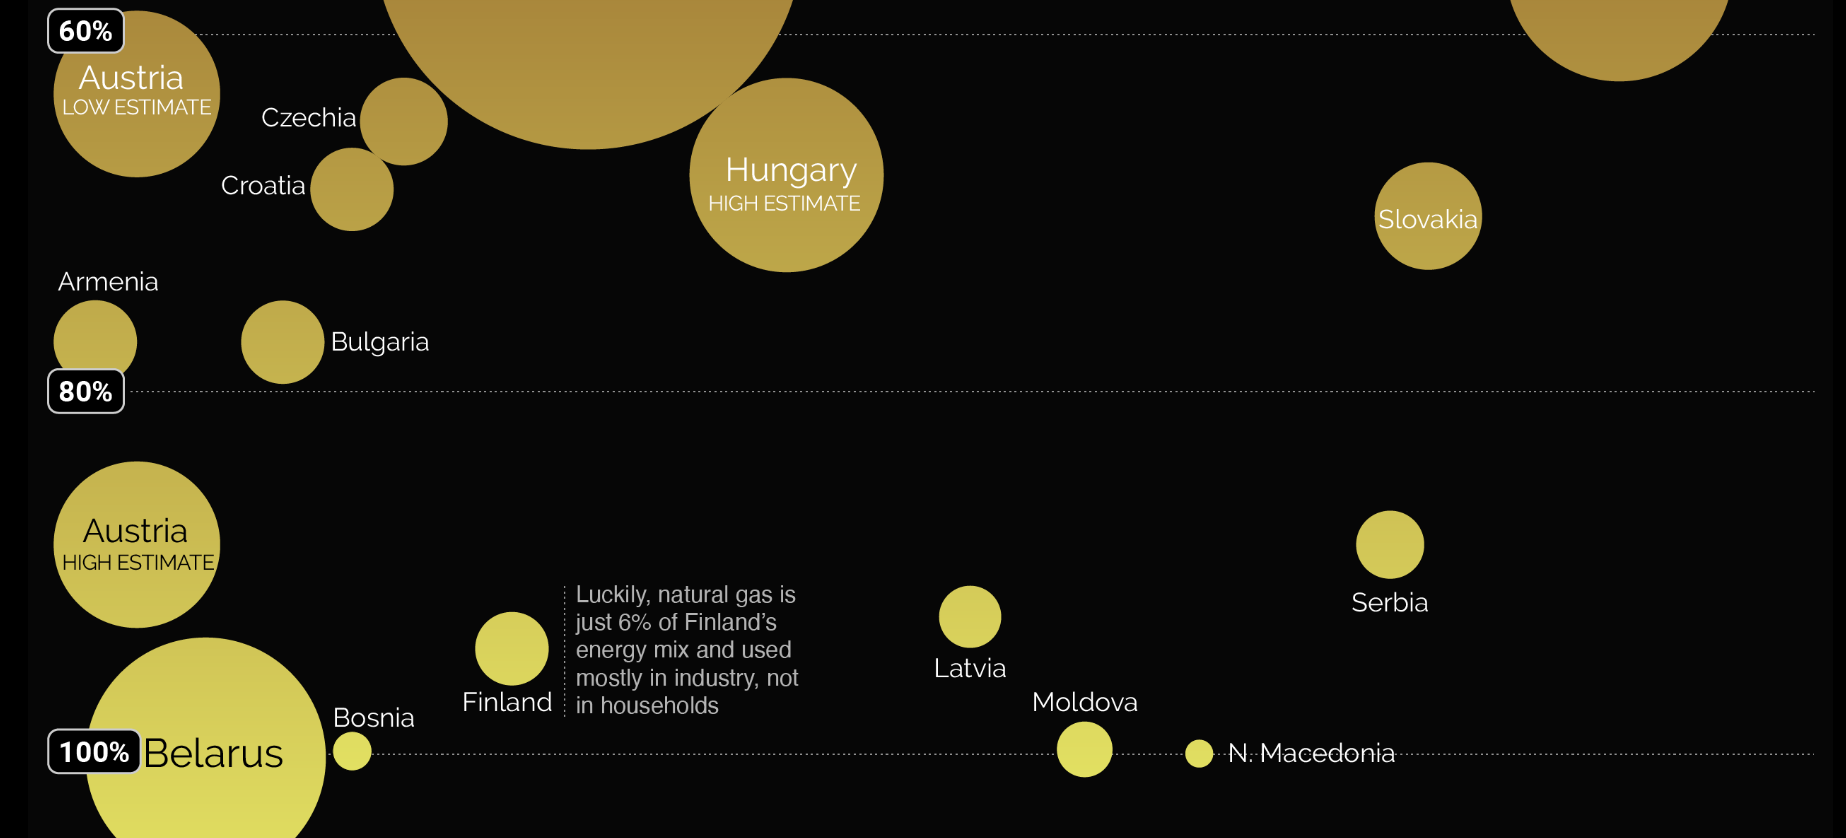 60%
Austria
LOW ESTIMATE
Czechia
Croatia
Hungary
HIGH ESTIMATE
Slovakia
Armenia
Bulgaria
80%
Austria
HIGH ESTIMATE
Serbia
Luckily, natural gas is
just 6% of Finland’s
energy mix and used
mostly in industry, not
in households
Finland
Latvia
Moldova
Bosnia
100%
Belarus
N. Macedonia